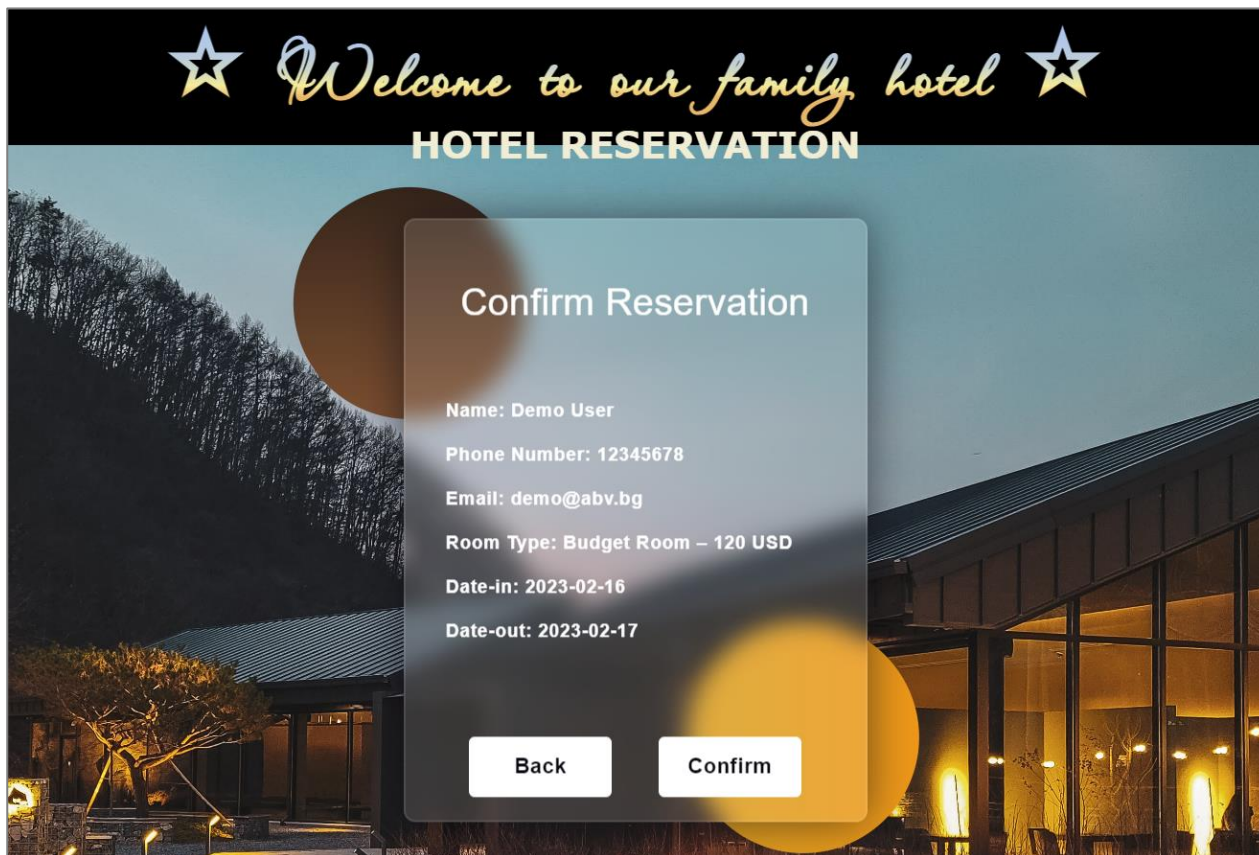 Welcome to our family hotel
HOTEL RESERVATION
Confirm Reservation
Name: Demo User
Phone Number: 12345678
Email: demo@abv.bg
Room Type: Budget Room – 120 USD
Date-in: 2023-02-16
Date-out: 2023-02-17
Back Confirm